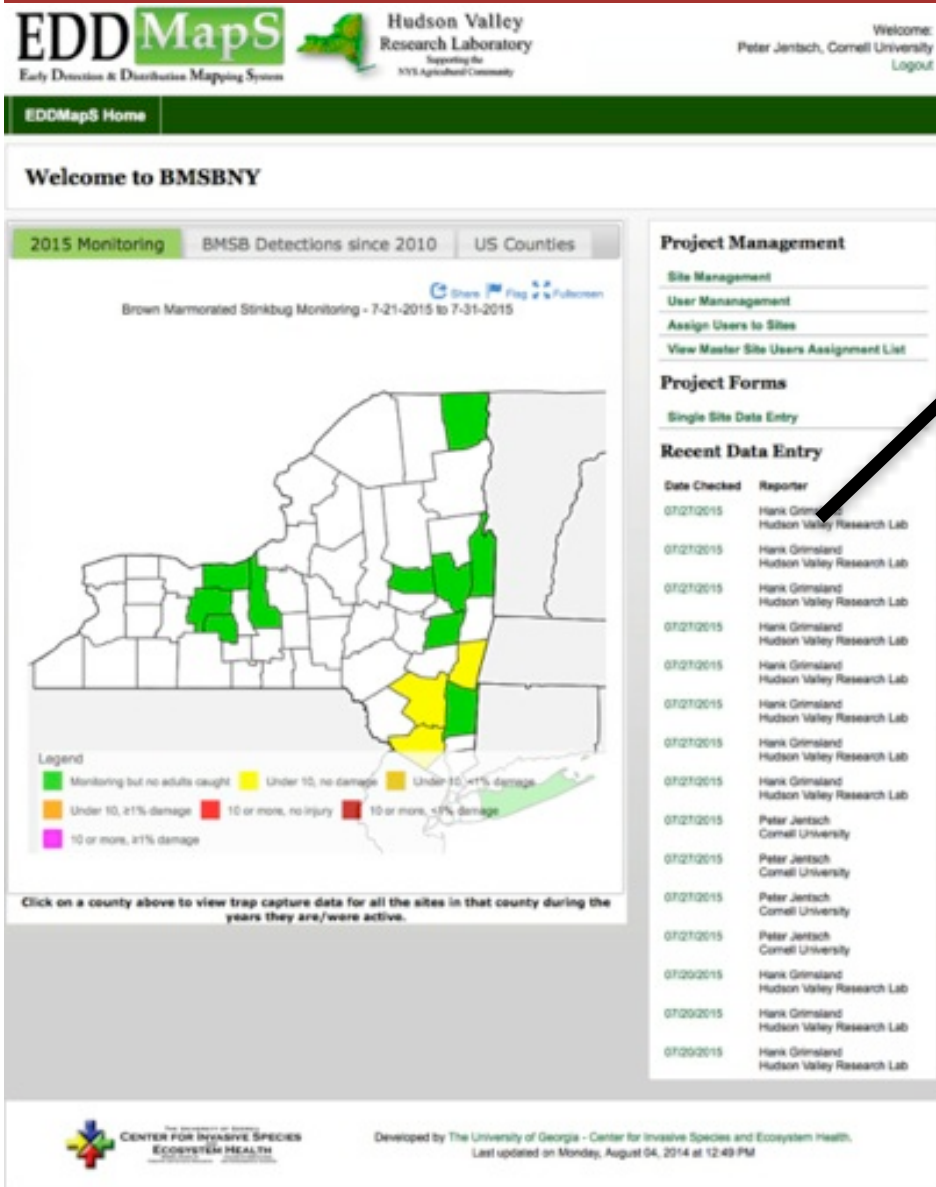 EDDMapS
Early Detection & Distribution Mapping System
Hudson Valley
Research Laboratory
Supporting the
NYS Agricultural Community
Welcome:
Peter Jentsch, Cornell University
Logout
EDDMapS Home
Welcome to BMSBNY
2015 Monitoring
BMSB Detections since 2010
US Counties
Share Flag Fullscreen
Brown Marmorated Stinkbug Monitoring - 7-21-2015 to 7-31-2015
Legend
Monitoring but no adults caught
Under 10, no damage
Under 10, <1% damage
Under 10, ≥1% damage
10 or more, no injury
10 or more, <1% damage
10 or more, ≥1% damage
Click on a county above to view trap capture data for all the sites in that county during the
years they are/were active.
Project Management
Site Management
User Mananagement
Assign Users to Sites
View Master Site Users Assignment List
Project Forms
Single Site Data Entry
Recent Data Entry
Date Checked Reporter
07/27/2015 Hank Grimsland
Hudson Valley Research Lab
07/27/2015 Hank Grimsland
Hudson Valley Research Lab
07/27/2015 Hank Grimsland
Hudson Valley Research Lab
07/27/2015 Hank Grimsland
Hudson Valley Research Lab
07/27/2015 Hank Grimsland
Hudson Valley Research Lab
07/27/2015 Hank Grimsland
Hudson Valley Research Lab
07/27/2015 Hank Grimsland
Hudson Valley Research Lab
07/27/2015 Hank Grimsland
Hudson Valley Research Lab
07/27/2015 Peter Jentsch
Cornell University
07/27/2015 Peter Jentsch
Cornell University
07/27/2015 Peter Jentsch
Cornell University
07/27/2015 Peter Jentsch
Cornell University
07/20/2015 Hank Grimsland
Hudson Valley Research Lab
07/20/2015 Hank Grimsland
Hudson Valley Research Lab
07/20/2015 Hank Grimsland
Hudson Valley Research Lab
CENTER FOR INVASIVE SPECIES
ECOSYSTEM HEALTH
Developed by The University of Georgia - Center for Invasive Species and Ecosystem Health.
Last updated on Monday, August 04, 2014 at 12:49 PM